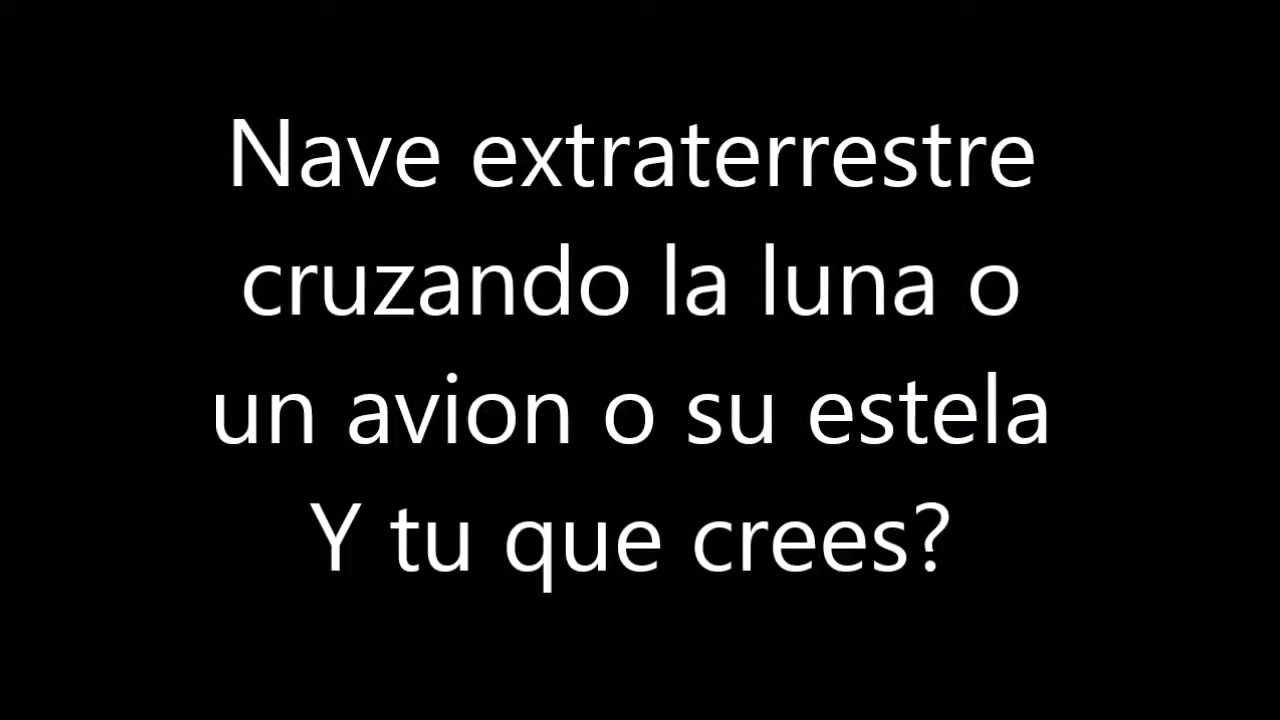 Nave extraterrestre
cruzando la luna o
un avion o su estela
Y tu que crees?